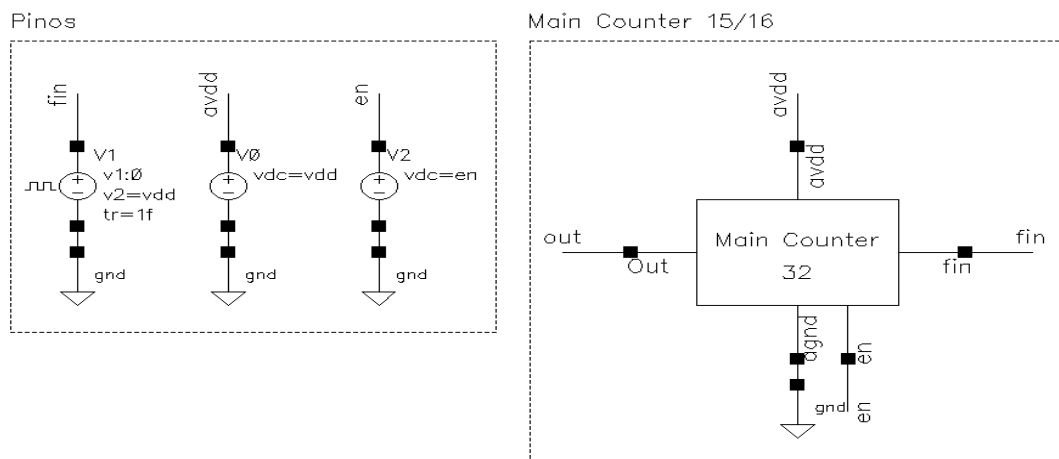 Pinos
Main Counter 15/16
fin
avdd
en
V1
v1:0
v2=vdd
tr=1f
gnd
V0
vdc=vdd
gnd
V2
vdc=en
gnd
avdd
avdd
out
Out
Main Counter
32
fin
fin
agnd
en
gnd
en